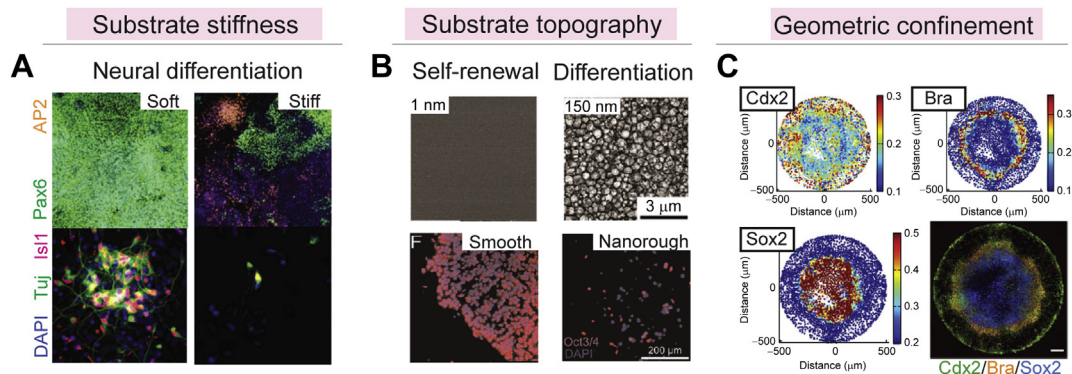 Substrate stiffness
Substrate topography
Geometric confinement
A
Neural differentiation
Soft
Stiff
AP2
Pax6
Isl1
Tuj
DAPI
B
Self-renewal
Differentiation
1 nm
150 nm
3 μm
F
Smooth
Nanorough
Oct3/4
DAPI
200 μm
C
Cdx2
Distance (μm)
500
0
−500
−500
0
500
Distance (μm)
0.3
0.2
0.1
Bra
Distance (μm)
500
0
−500
−500
0
500
Distance (μm)
0.3
0.2
0.1
Sox2
Distance (μm)
500
0
−500
−500
0
500
Distance (μm)
0.5
0.4
0.3
0.2
Cdx2/Bra/Sox2